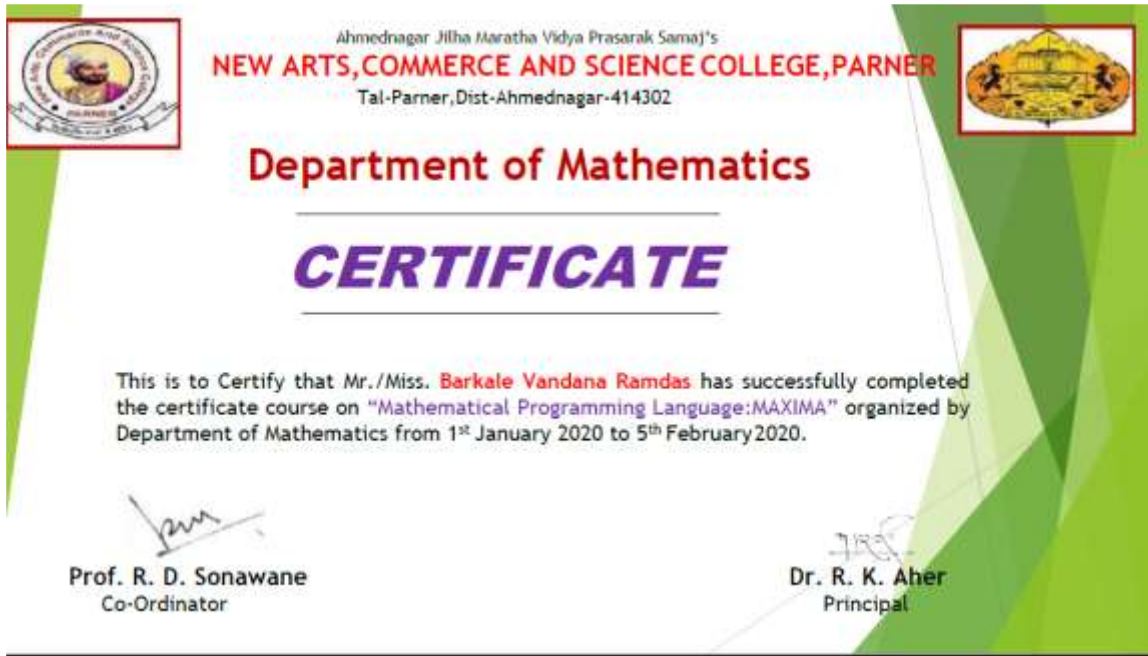 Ahmednagar Jilha Maratha Vidya Prasarak Samaj's
NEW ARTS,COMMERCE AND SCIENCE COLLEGE,PARNER
Tal-Parner,Dist-Ahmednagar-414302
Department of Mathematics
CERTIFICATE
This is to Certify that Mr./Miss. Barkale Vandana Ramdas has successfully completed
the certificate course on “Mathematical Programming Language:MAXIMA” organized by
Department of Mathematics from 1st January 2020 to 5th February2020.
Prof. R. D. Sonawane
Co-Ordinator
Dr. R. K. Aher
Principal
PARNER